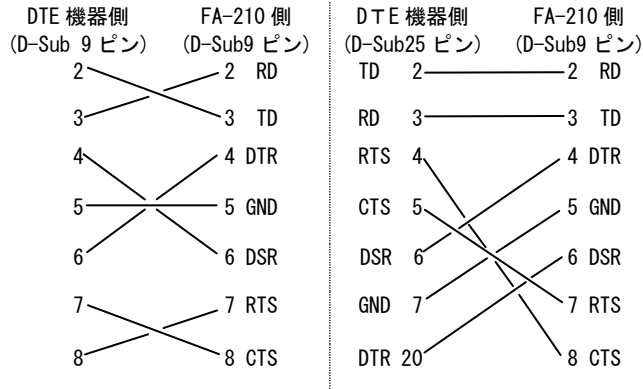 DTE 機器側 FA-210 側
(D-Sub 9 ピン) (D-Sub9 ピン)
2 2 RD
3 3 TD
4 4 DTR
5 5 GND
6 6 DSR
7 7 RTS
8 8 CTS
DTE 機器側 FA-210 側
(D-Sub25 ピン) (D-Sub9 ピン)
TD 2 2 RD
RD 3 3 TD
RTS 4 4 DTR
CTS 5 5 GND
DSR 6 6 DSR
GND 7 7 RTS
DTR 20 8 CTS